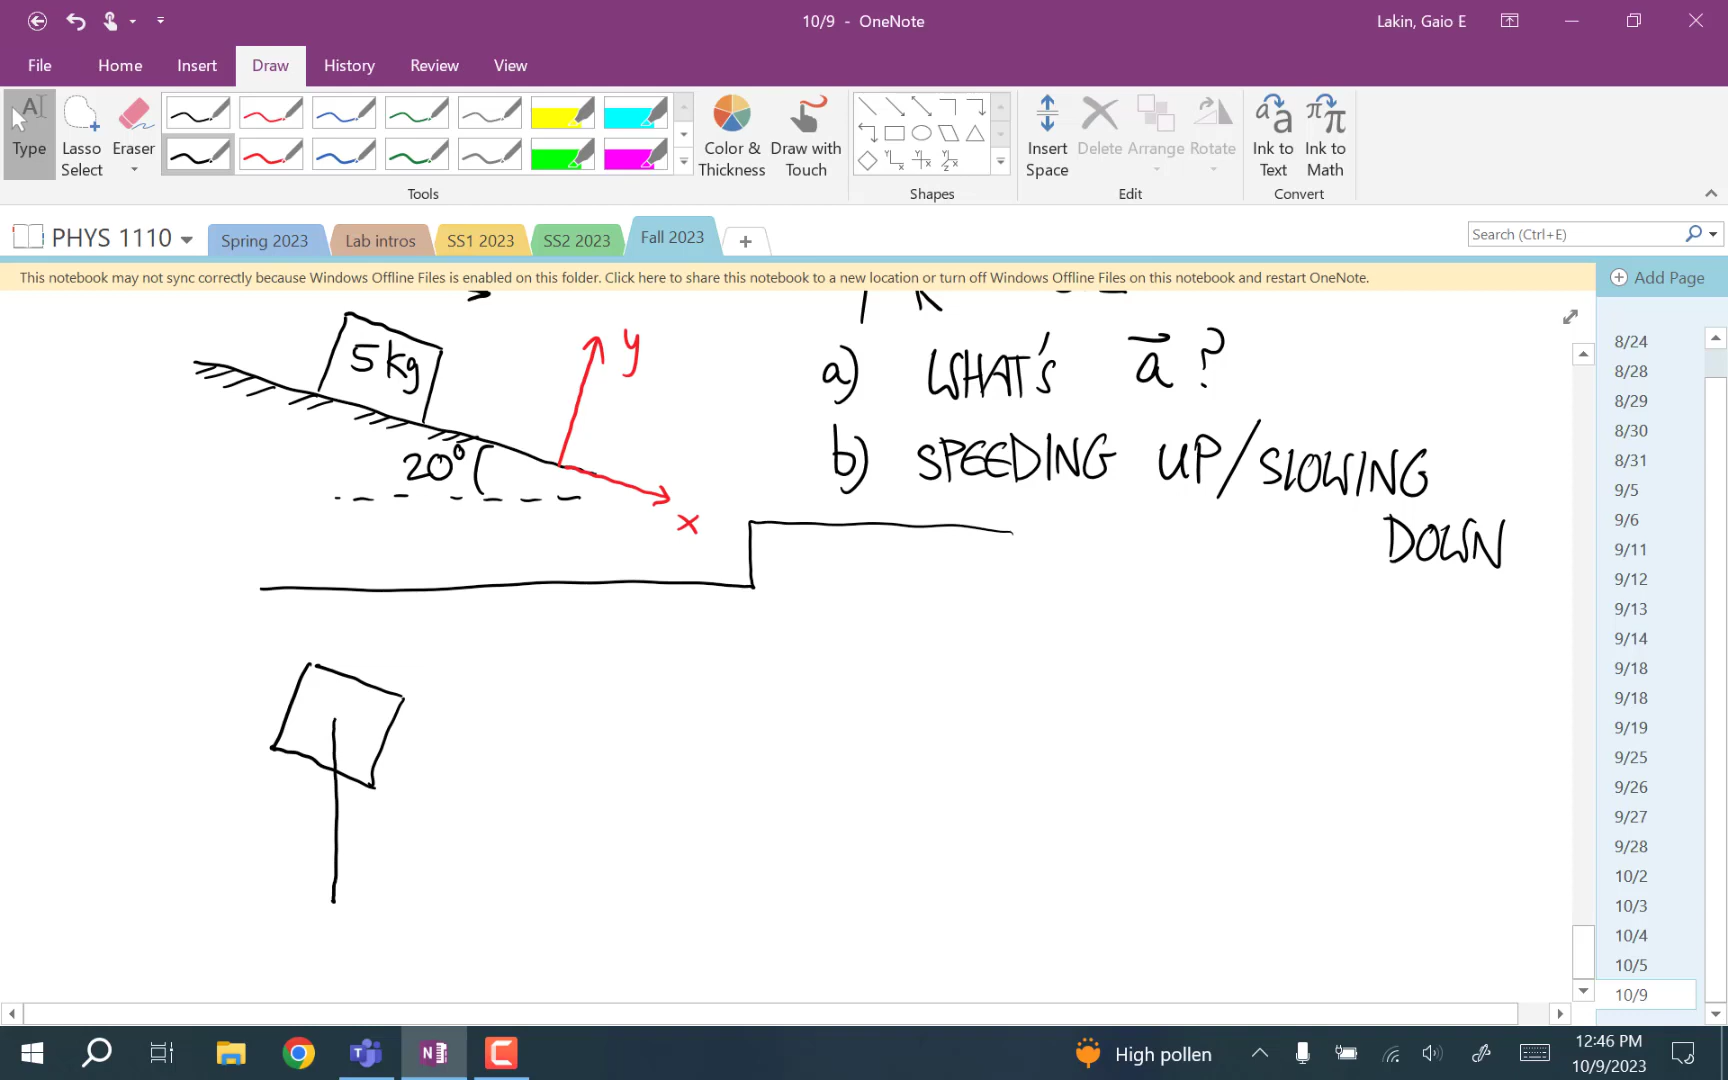 10/9 - OneNote
Lakin, Gaio E
File Home Insert Draw History Review View
Type
Lasso Select
Eraser
Color & Thickness
Draw with Touch
Insert Space
Delete
Arrange
Rotate
Ink to Text
Ink to Math
Tools
Shapes
Edit
Convert
PHYS 1110
Spring 2023
Lab intros
SS1 2023
SS2 2023
Fall 2023
Search (Ctrl+E)
This notebook may not sync correctly because Windows Offline Files is enabled on this folder. Click here to share this notebook to a new location or turn off Windows Offline Files on this notebook and restart OneNote.
Add Page
5 kg
y
20°
x
a) WHAT'S a⃗ ?
b) SPEEDING UP/SLOWING
DOWN
8/24
8/28
8/29
8/30
8/31
9/5
9/6
9/11
9/12
9/13
9/14
9/18
9/18
9/19
9/25
9/26
9/27
9/28
10/2
10/3
10/4
10/5
10/9
High pollen
12:46 PM
10/9/2023